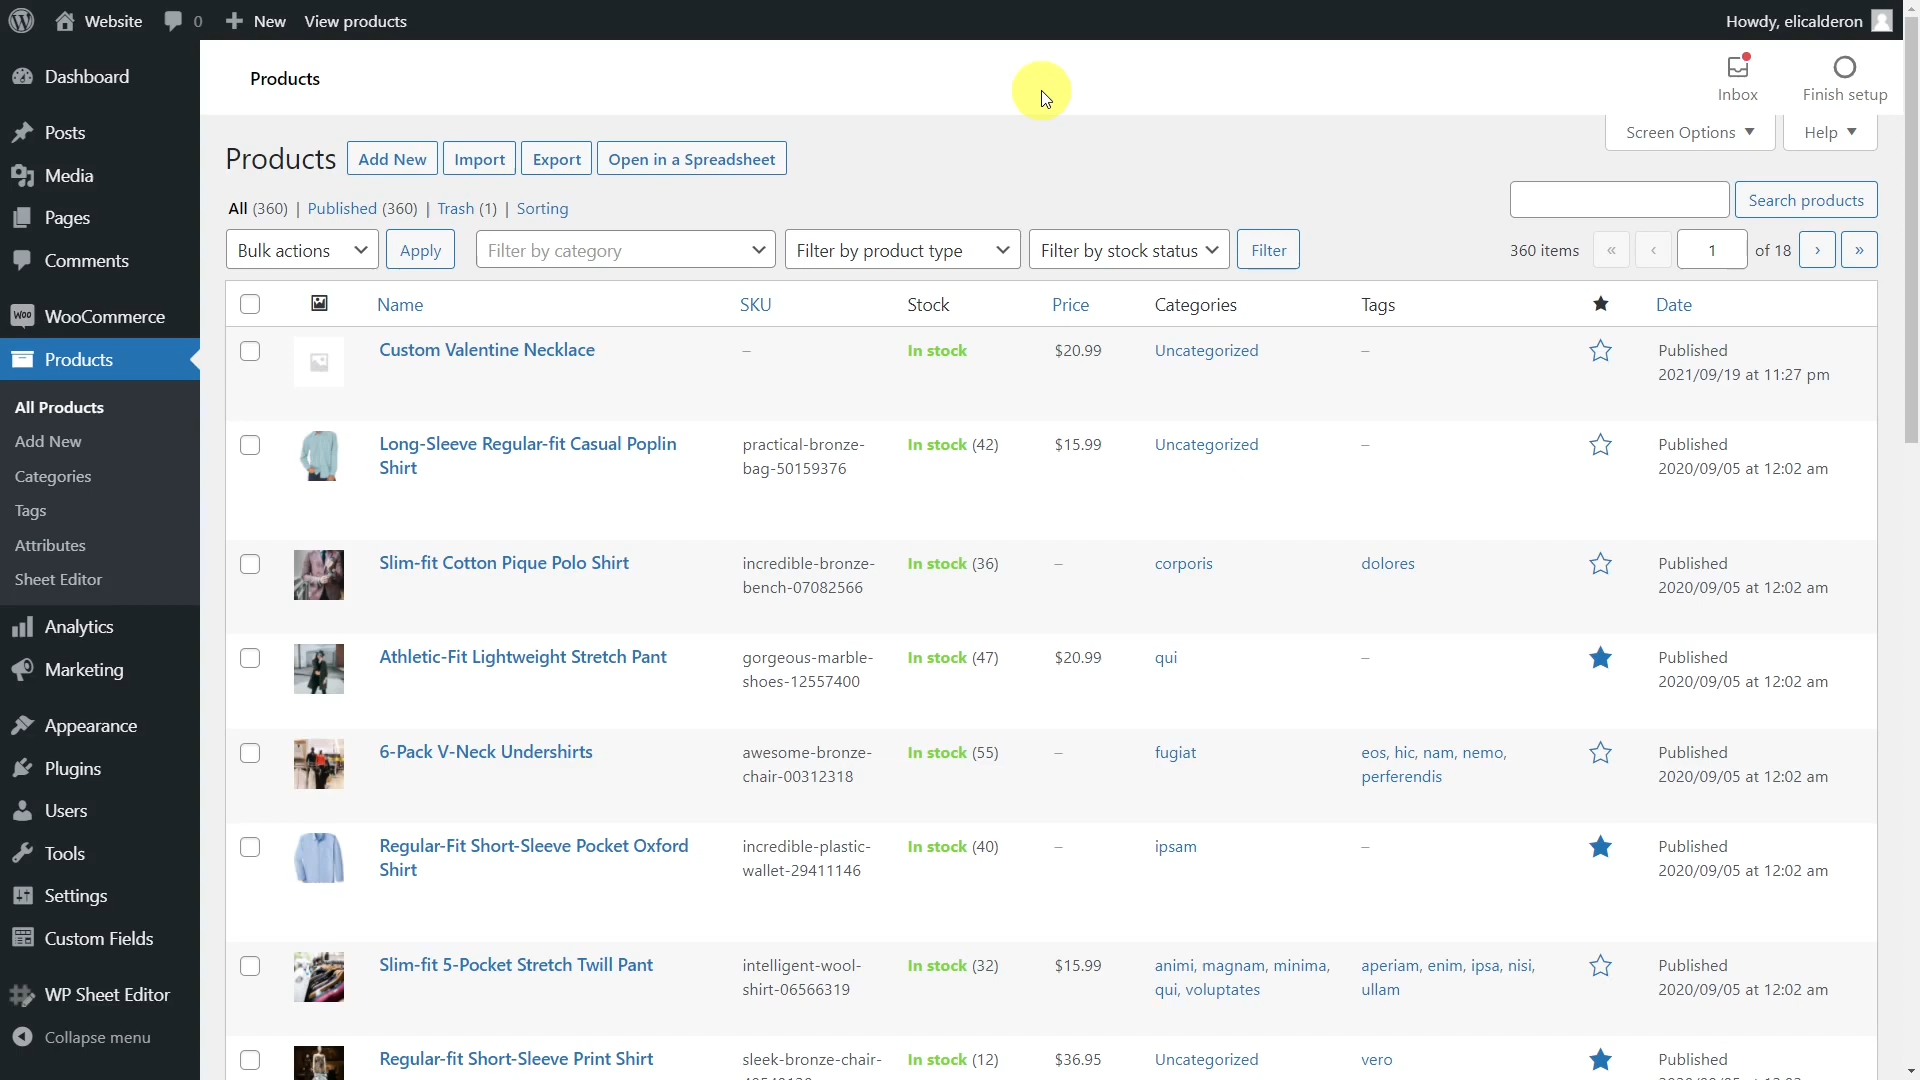 Website 0 New View products Howdy, elicalderon
Dashboard
Posts
Media
Pages
Comments
WooCommerce
Products
All Products
Add New
Categories
Tags
Attributes
Sheet Editor
Analytics
Marketing
Appearance
Plugins
Users
Tools
Settings
Custom Fields
WP Sheet Editor
Collapse menu
Products
Inbox Finish setup
Screen Options Help
Products Add New Import Export Open in a Spreadsheet
All (360) | Published (360) | Trash (1) | Sorting
Search products
Bulk actions Apply Filter by category Filter by product type Filter by stock status Filter 360 items « ‹ 1 of 18 › »
Name SKU Stock Price Categories Tags Date
Custom Valentine Necklace – In stock $20.99 Uncategorized – Published
2021/09/19 at 11:27 pm
Long-Sleeve Regular-fit Casual Poplin practical-bronze- In stock (42) $15.99 Uncategorized – Published
Shirt bag-50159376 2020/09/05 at 12:02 am
Slim-fit Cotton Pique Polo Shirt incredible-bronze- In stock (36) – corporis dolores Published
bench-07082566 2020/09/05 at 12:02 am
Athletic-Fit Lightweight Stretch Pant gorgeous-marble- In stock (47) $20.99 qui – Published
shoes-12557400 2020/09/05 at 12:02 am
6-Pack V-Neck Undershirts awesome-bronze- In stock (55) – fugiat eos, hic, nam, nemo, Published
chair-00312318 perferendis 2020/09/05 at 12:02 am
Regular-Fit Short-Sleeve Pocket Oxford incredible-plastic- In stock (40) – ipsam – Published
Shirt wallet-29411146 2020/09/05 at 12:02 am
Slim-fit 5-Pocket Stretch Twill Pant intelligent-wool- In stock (32) $15.99 animi, magnam, minima, aperiam, enim, ipsa, nisi, Published
shirt-06566319 qui, voluptates ullam 2020/09/05 at 12:02 am
Regular-fit Short-Sleeve Print Shirt sleek-bronze-chair- In stock (12) $36.95 Uncategorized vero Published